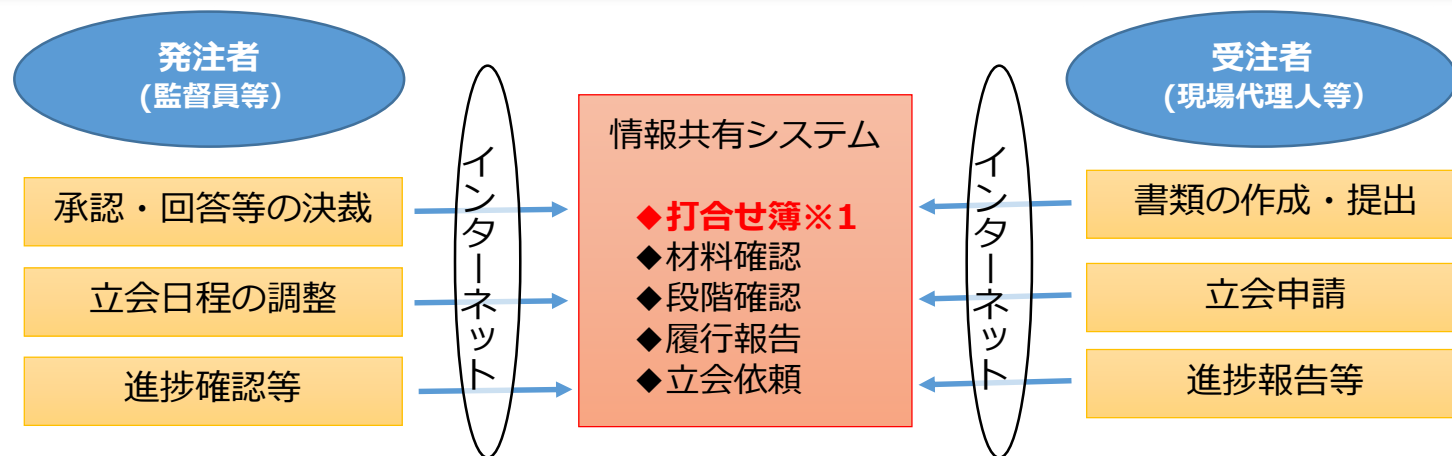 発注者
(監督員等)
承認・回答等の決裁
立会日程の調整
進捗確認等
インターネット
情報共有システム
◆打合せ簿※1
◆材料確認
◆段階確認
◆履行報告
◆立会依頼
インターネット
受注者
(現場代理人等)
書類の作成・提出
立会申請
進捗報告等